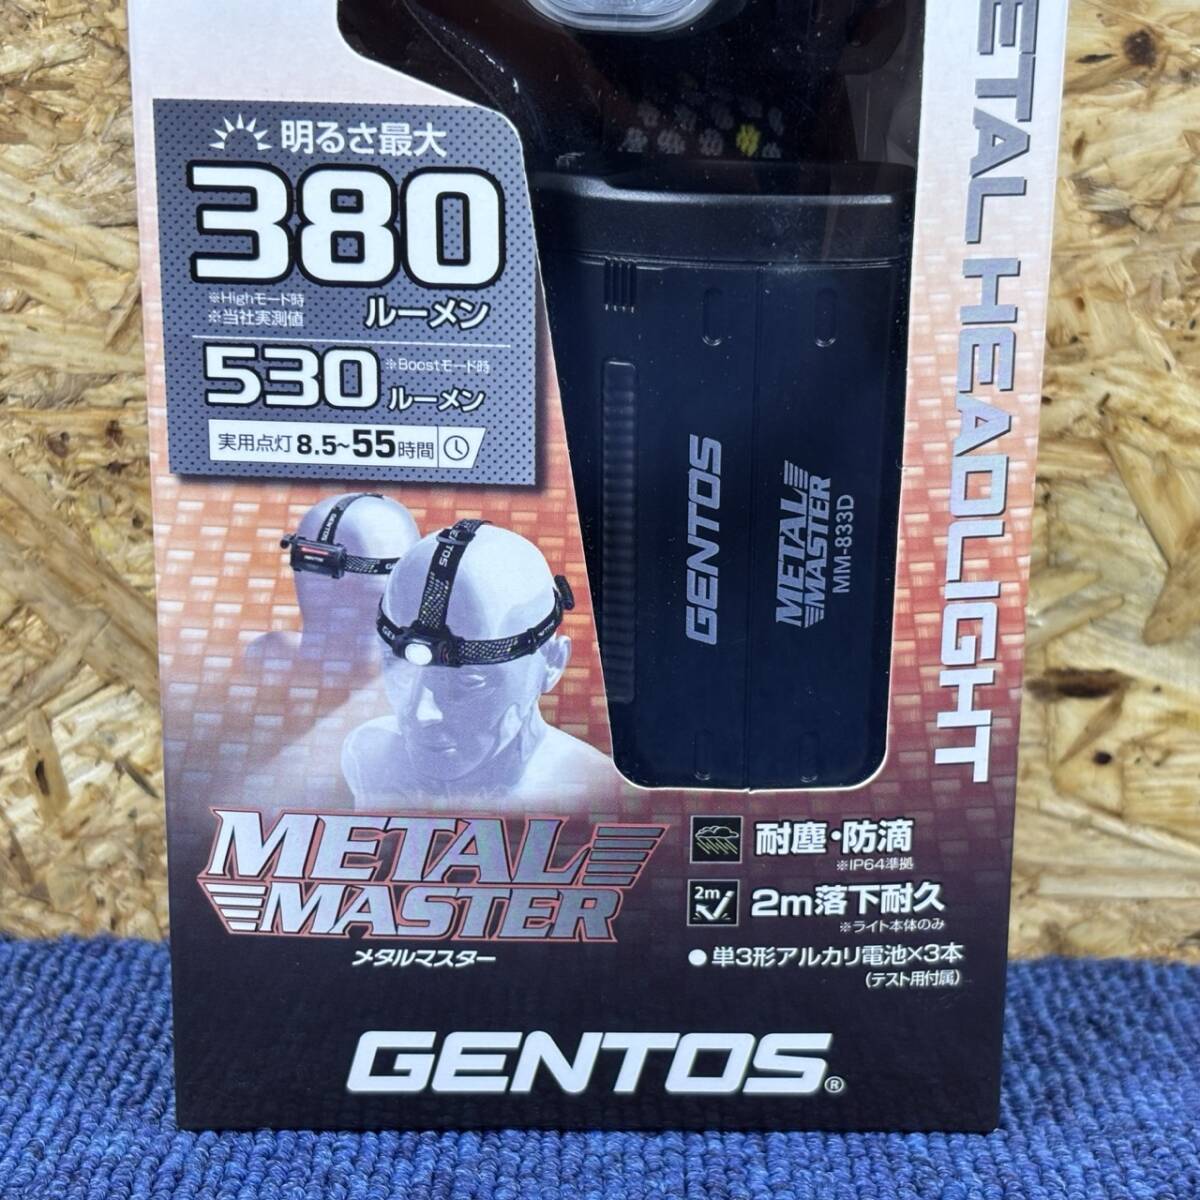 METAL HEADLIGHT
明るさ最大
380
ルーメン
※Highモード時
※当社実測値
530
ルーメン
※Boostモード時
実用点灯 8.5~55時間
GENTOS
METAL
MASTER
MM-833D
GENTOS
GENTOS
METAL
MASTER
メタルマスター
耐塵・防滴
※IP64準拠
2m
2m落下耐久
※ライト本体のみ
●単3形アルカリ電池×3本
(テスト用付属)
GENTOS®